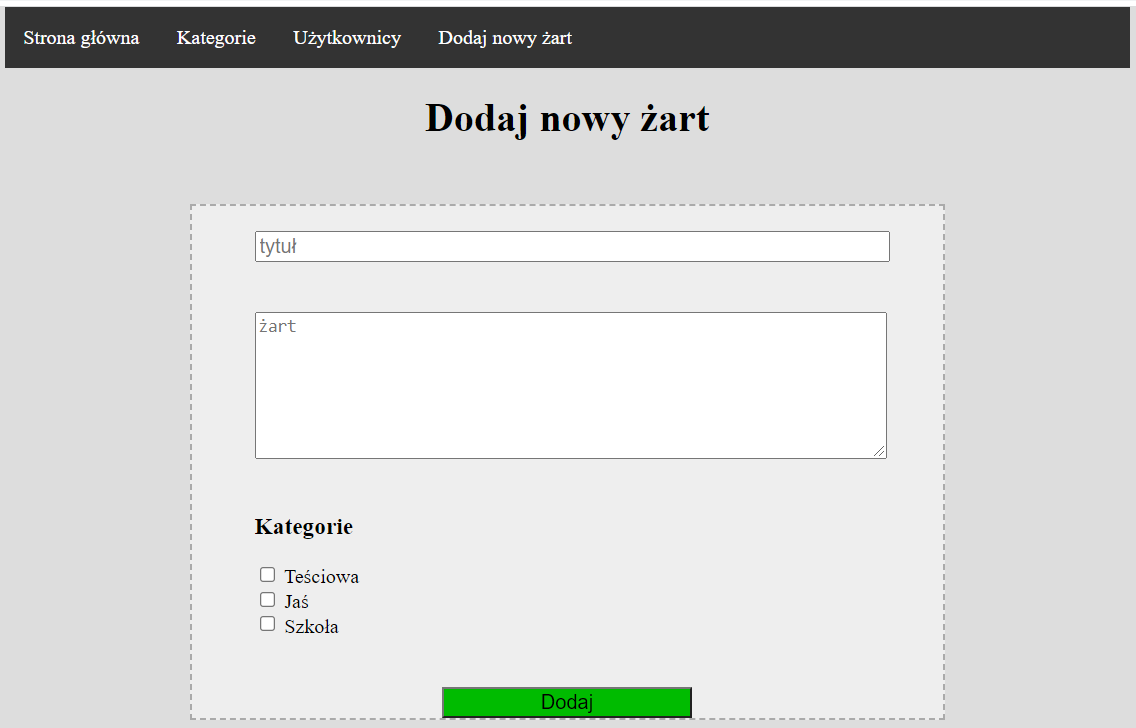 Strona główna Kategorie Użytkownicy Dodaj nowy żart
Dodaj nowy żart
tytuł
żart
Kategorie
Teściowa
Jaś
Szkoła
Dodaj